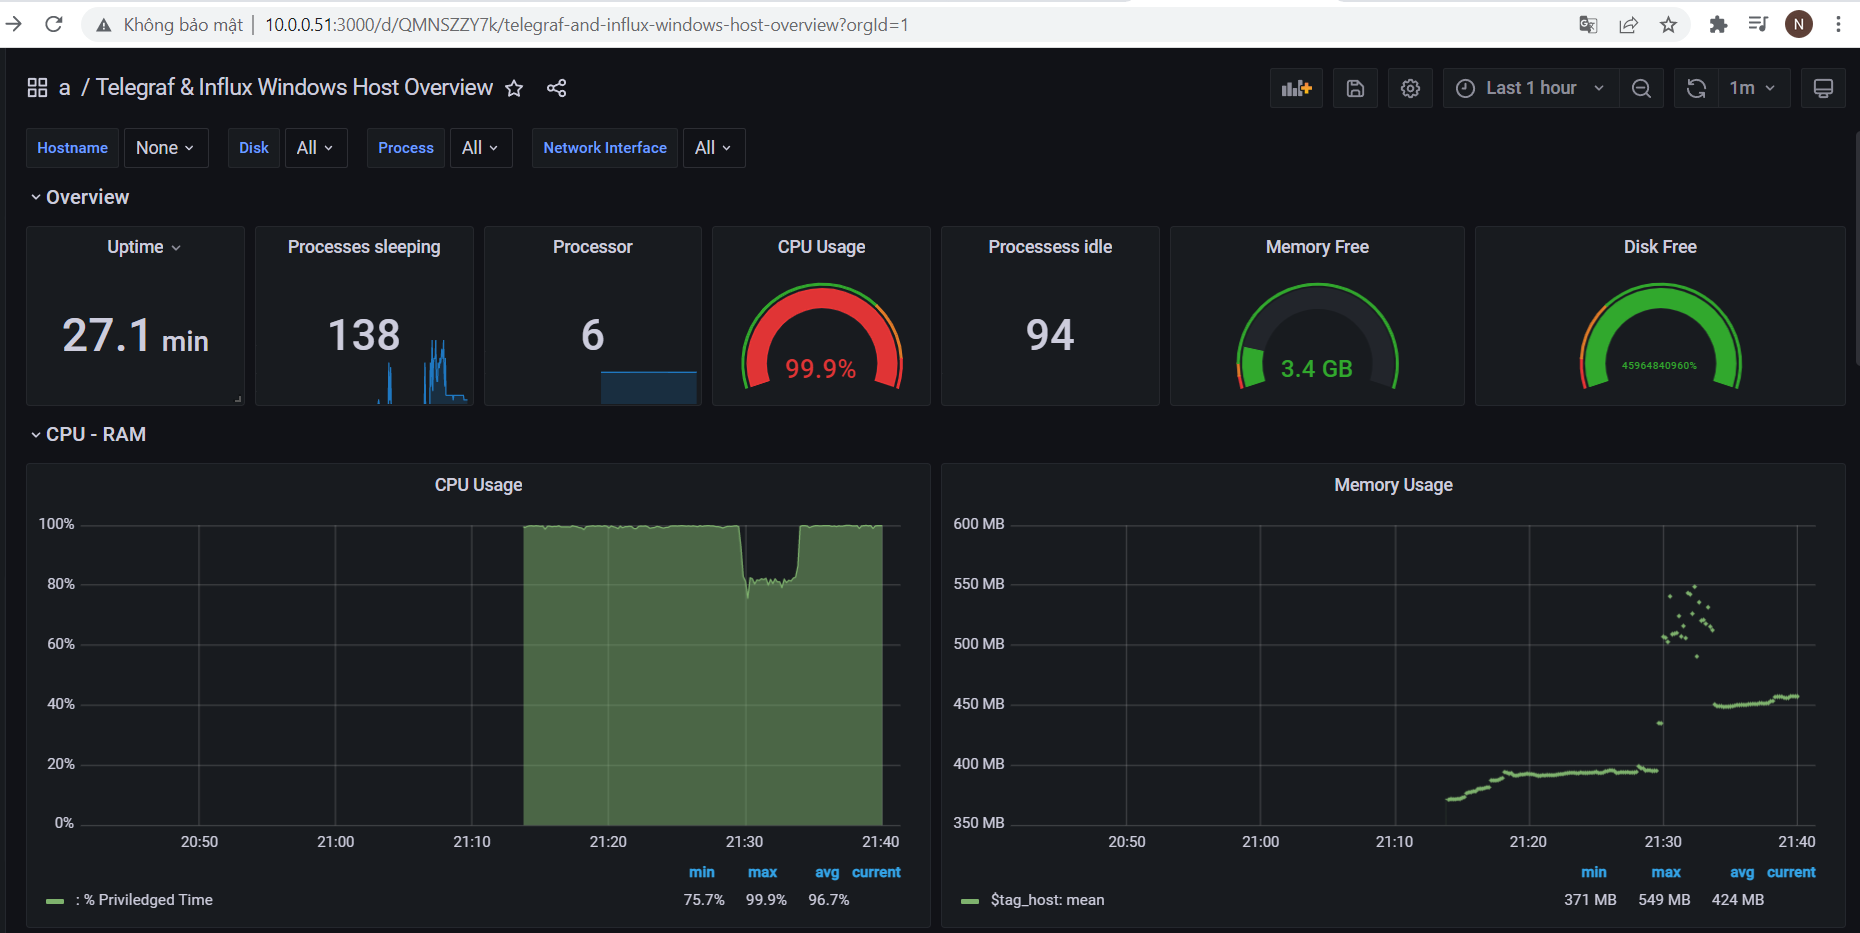 Không bảo mật | 10.0.0.51:3000/d/QMNSZZY7k/telegraf-and-influx-windows-host-overview?orgId=1
N
a / Telegraf & Influx Windows Host Overview
Last 1 hour
1m
Hostname None Disk All Process All Network Interface All
Overview
Uptime
27.1 min
Processes sleeping
138
Processor
6
CPU Usage
99.9%
Processess idle
94
Memory Free
3.4 GB
Disk Free
45964840960%
CPU - RAM
CPU Usage
100%
80%
60%
40%
20%
0%
20:50 21:00 21:10 21:20 21:30 21:40
min max avg current
: % Priviledged Time 75.7% 99.9% 96.7%
Memory Usage
600 MB
550 MB
500 MB
450 MB
400 MB
350 MB
20:50 21:00 21:10 21:20 21:30 21:40
min max avg current
$tag_host: mean 371 MB 549 MB 424 MB